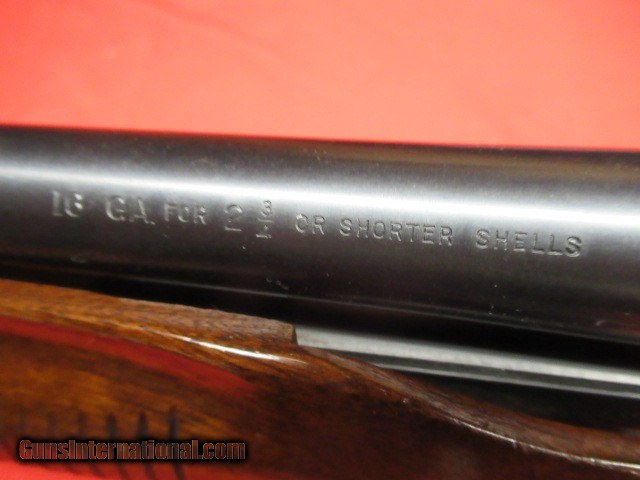 16 GA. FOR 2 3/4 OR SHORTER SHELLS
GunsInternational.com